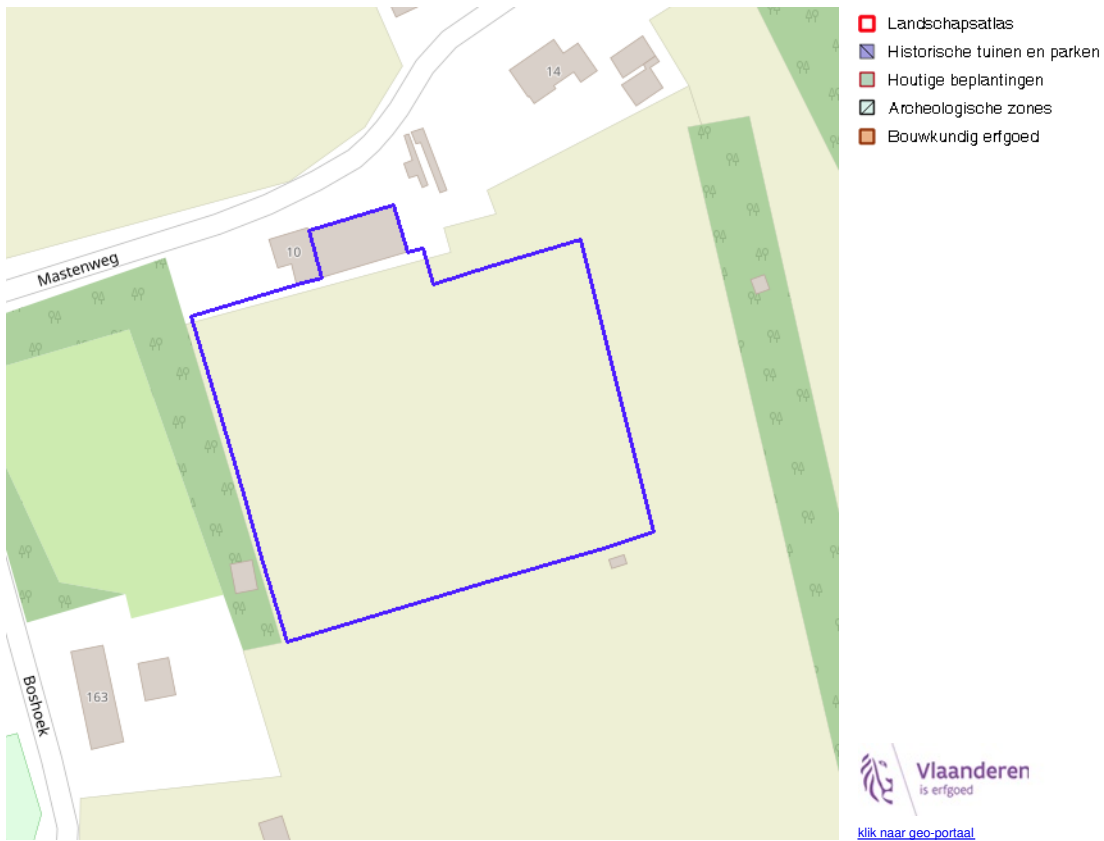 14
10
Mastenweg
163
Boshoek
Landschapsatlas
Historische tuinen en parken
Houtige beplantingen
Archeologische zones
Bouwkundig erfgoed
Vlaanderen
is erfgoed
klik naar geo-portaal